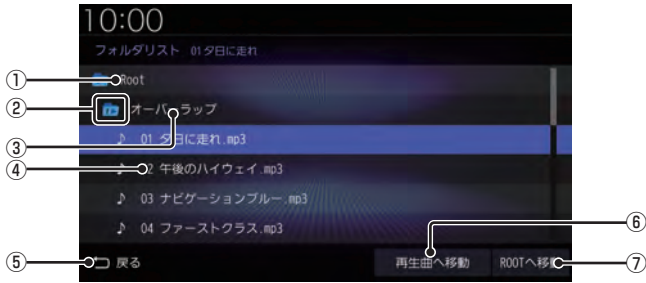 10:00
フォルダリスト 01夕日に走れ
① Root
②
オーバーラップ
③ 01 夕日に走れ.mp3
④ 02 午後のハイウェイ.mp3
03 ナビゲーションブルー.mp3
04 ファーストクラス.mp3
⑥
⑤ 戻る 再生曲へ移動 ROOTへ移動 ⑦